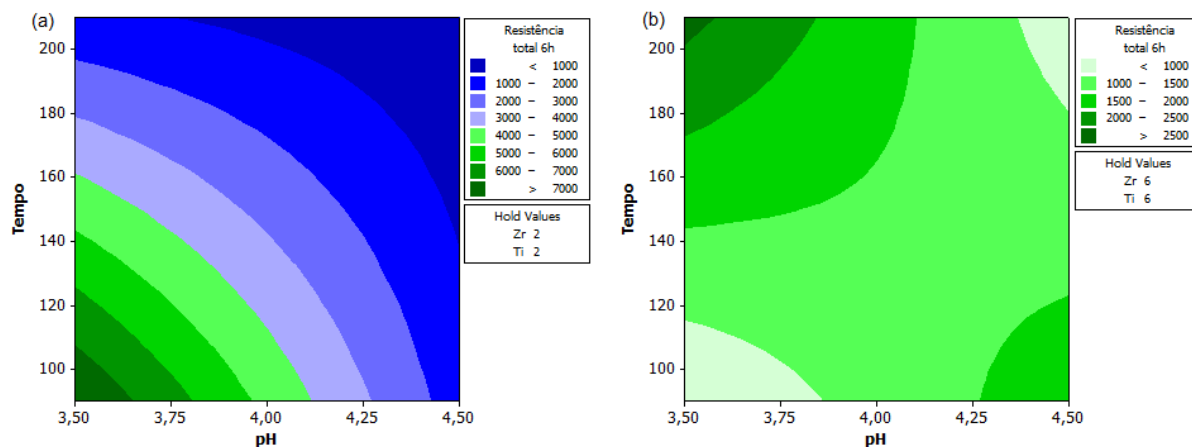 (a)
Resistência
total 6h
< 1000
1000 – 2000
2000 – 3000
3000 – 4000
4000 – 5000
5000 – 6000
6000 – 7000
> 7000
Hold Values
Zr 2
Ti 2
Tempo
200
180
160
140
120
100
3,50
3,75
4,00
4,25
4,50
pH
(b)
Resistência
total 6h
< 1000
1000 – 1500
1500 – 2000
2000 – 2500
> 2500
Hold Values
Zr 6
Ti 6
Tempo
200
180
160
140
120
100
3,50
3,75
4,00
4,25
4,50
pH